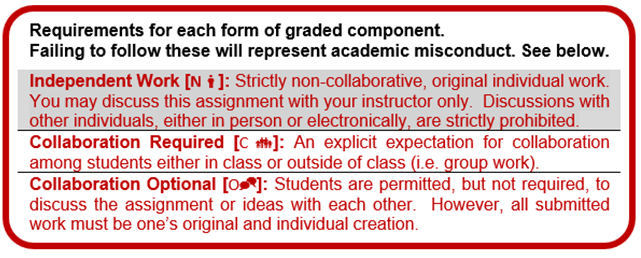 Requirements for each form of graded component.
Failing to follow these will represent academic misconduct. See below.
Independent Work [N]: Strictly non-collaborative, original individual work.
You may discuss this assignment with your instructor only. Discussions with
other individuals, either in person or electronically, are strictly prohibited.
Collaboration Required [C]: An explicit expectation for collaboration
among students either in class or outside of class (i.e. group work).
Collaboration Optional [O]: Students are permitted, but not required, to
discuss the assignment or ideas with each other. However, all submitted
work must be one's original and individual creation.